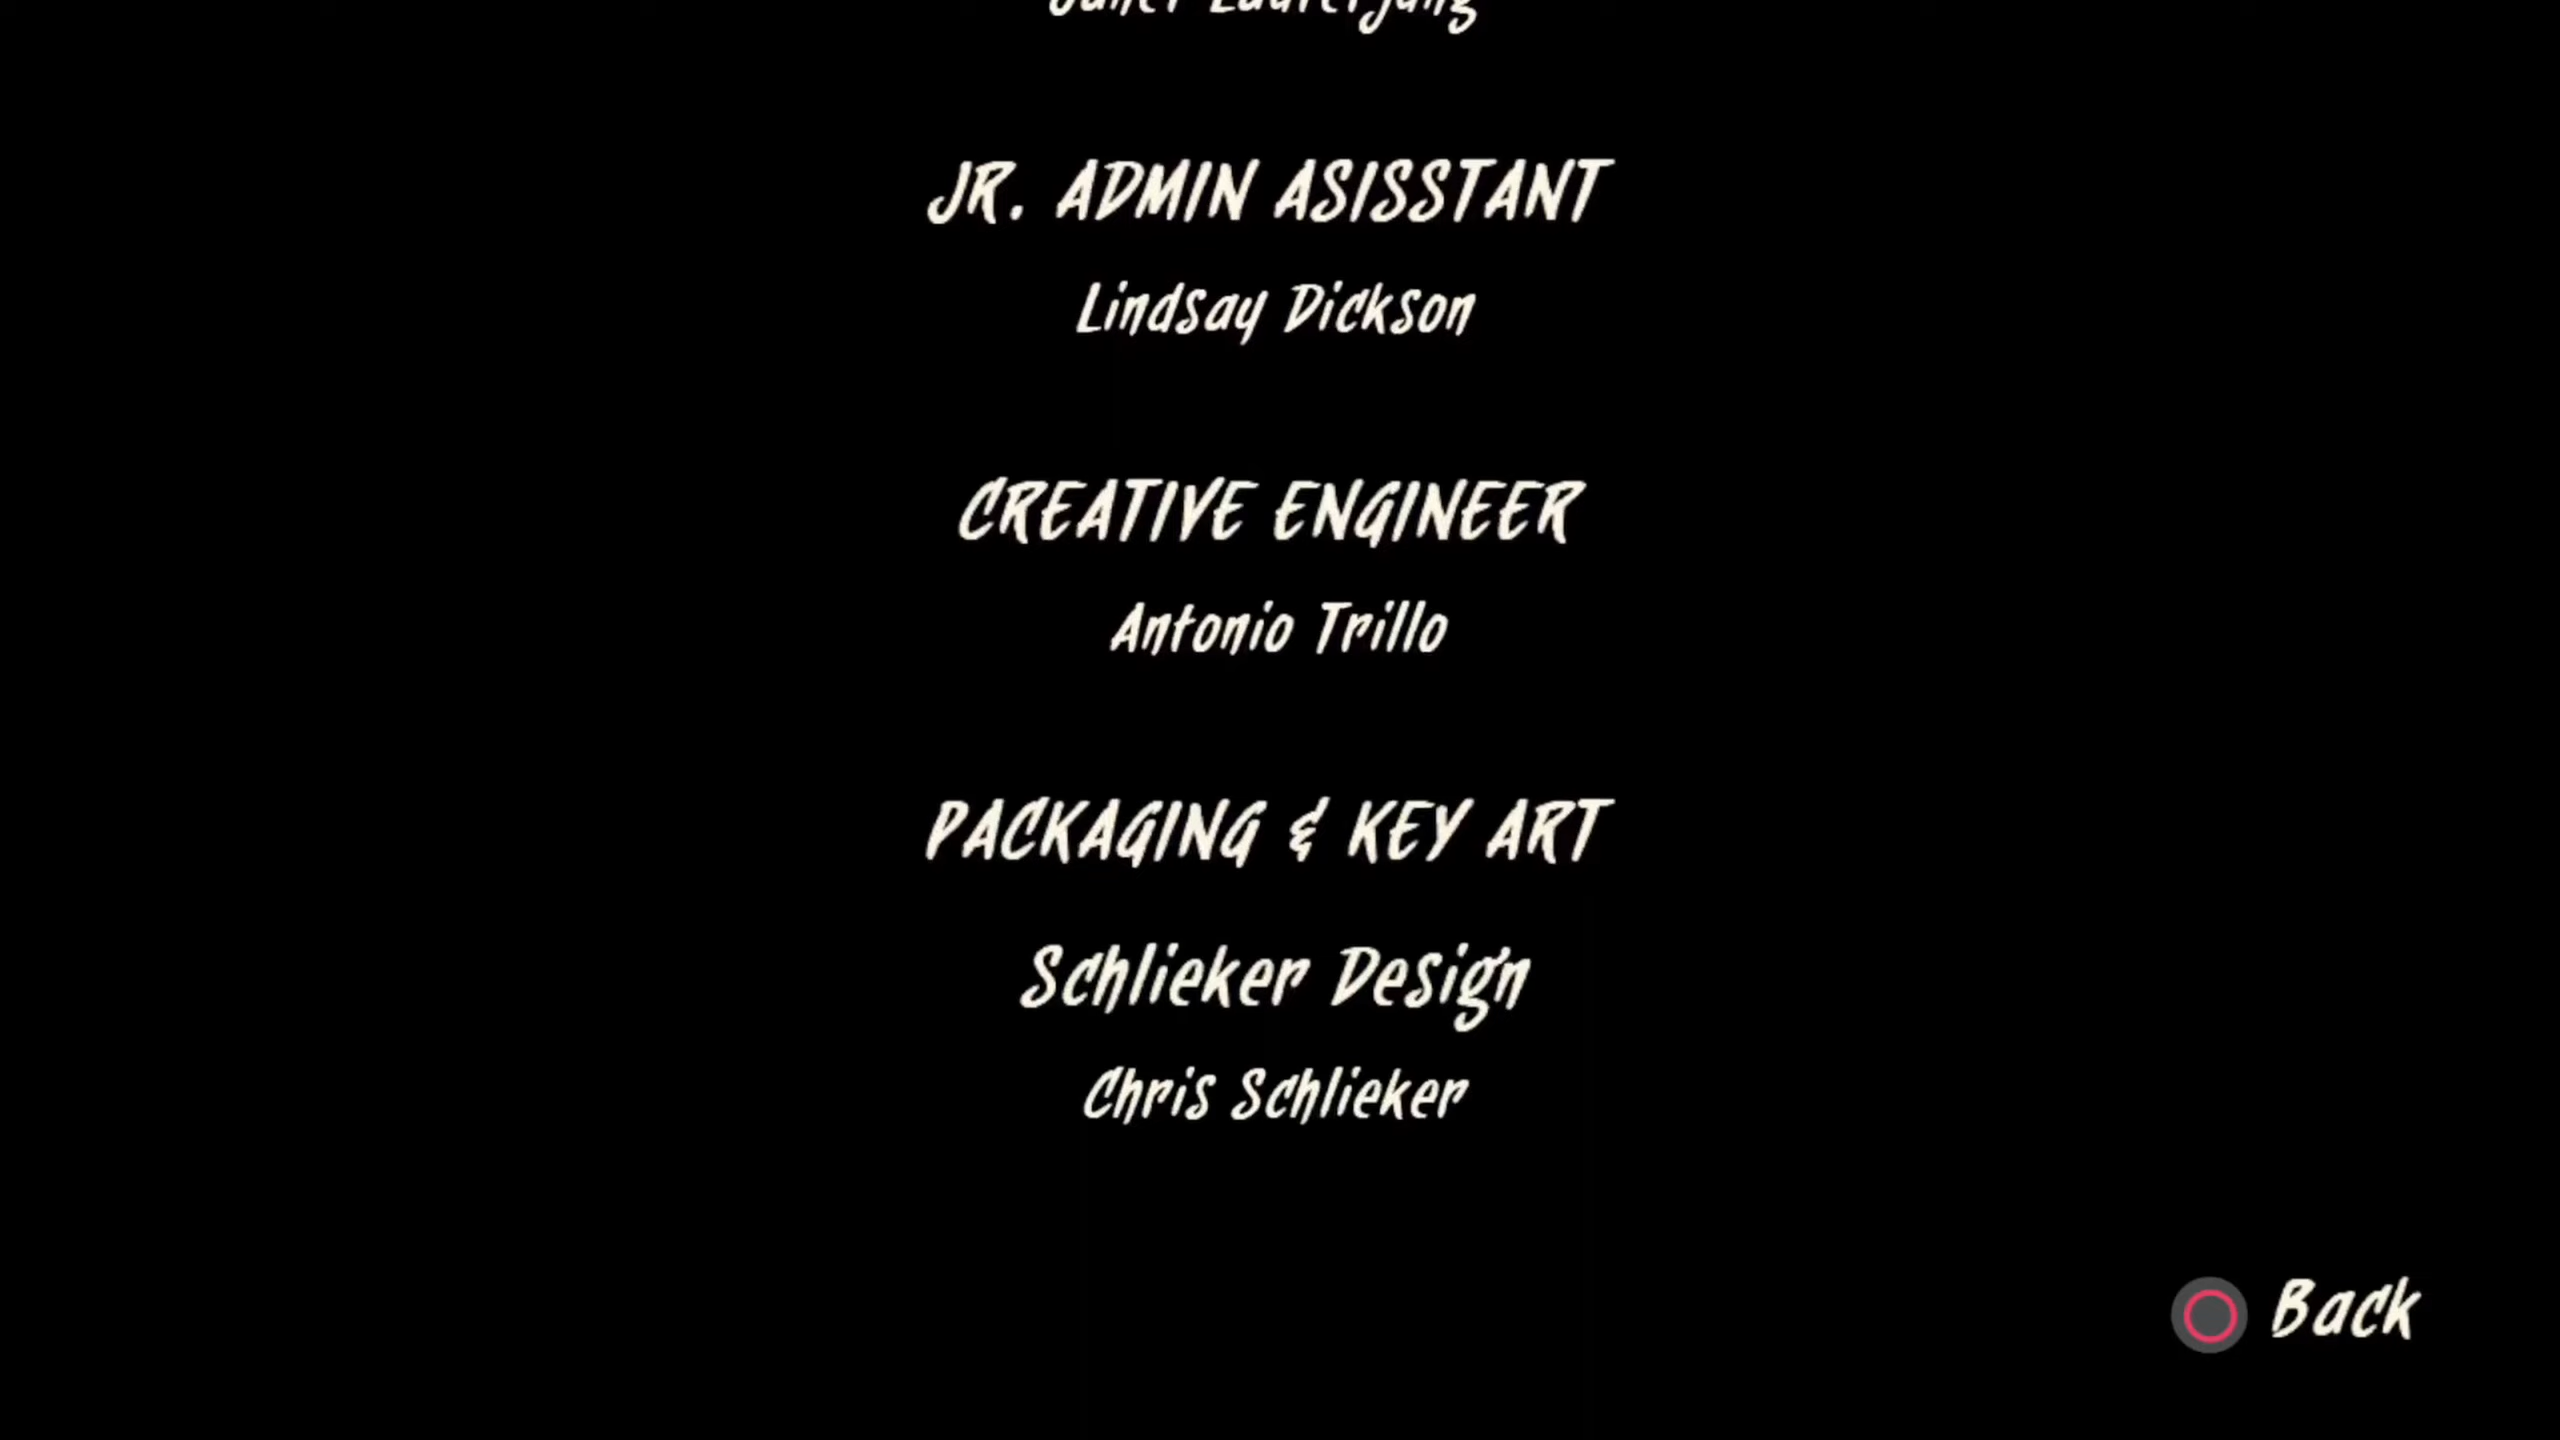 JR. ADMIN ASISSTANT
Lindsay Dickson
CREATIVE ENGINEER
Antonio Trillo
PACKAGING & KEY ART
Schlieker Design
Chris Schlieker
Back